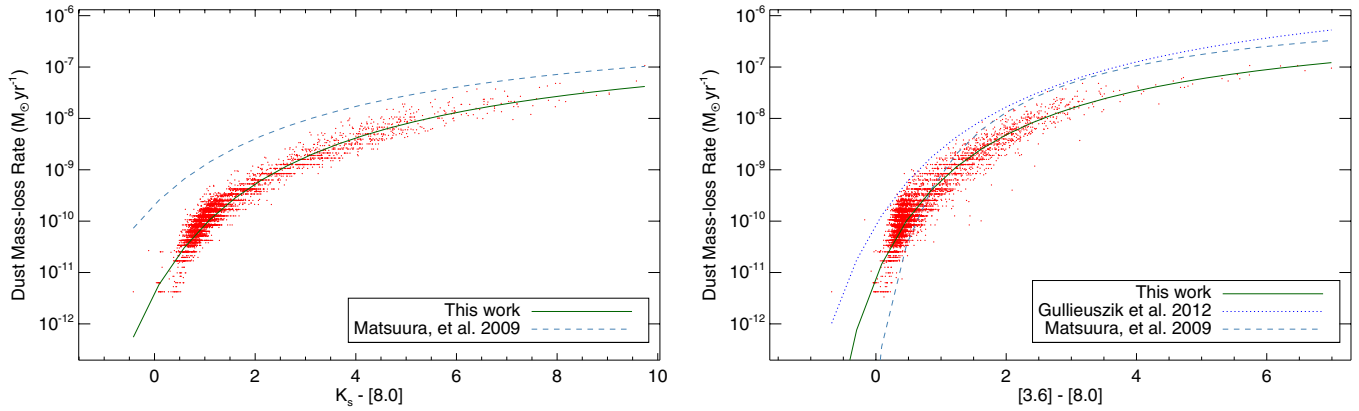 10^-6
10^-7
10^-8
10^-9
10^-10
10^-11
10^-12
Dust Mass-loss Rate (M_⊙ yr^-1)
This work
Matsuura, et al. 2009
0 2 4 6 8 10
K_s - [8.0]
10^-6
10^-7
10^-8
10^-9
10^-10
10^-11
10^-12
Dust Mass-loss Rate (M_⊙ yr^-1)
This work
Gullieuszik et al. 2012
Matsuura, et al. 2009
0 2 4 6
[3.6] - [8.0]